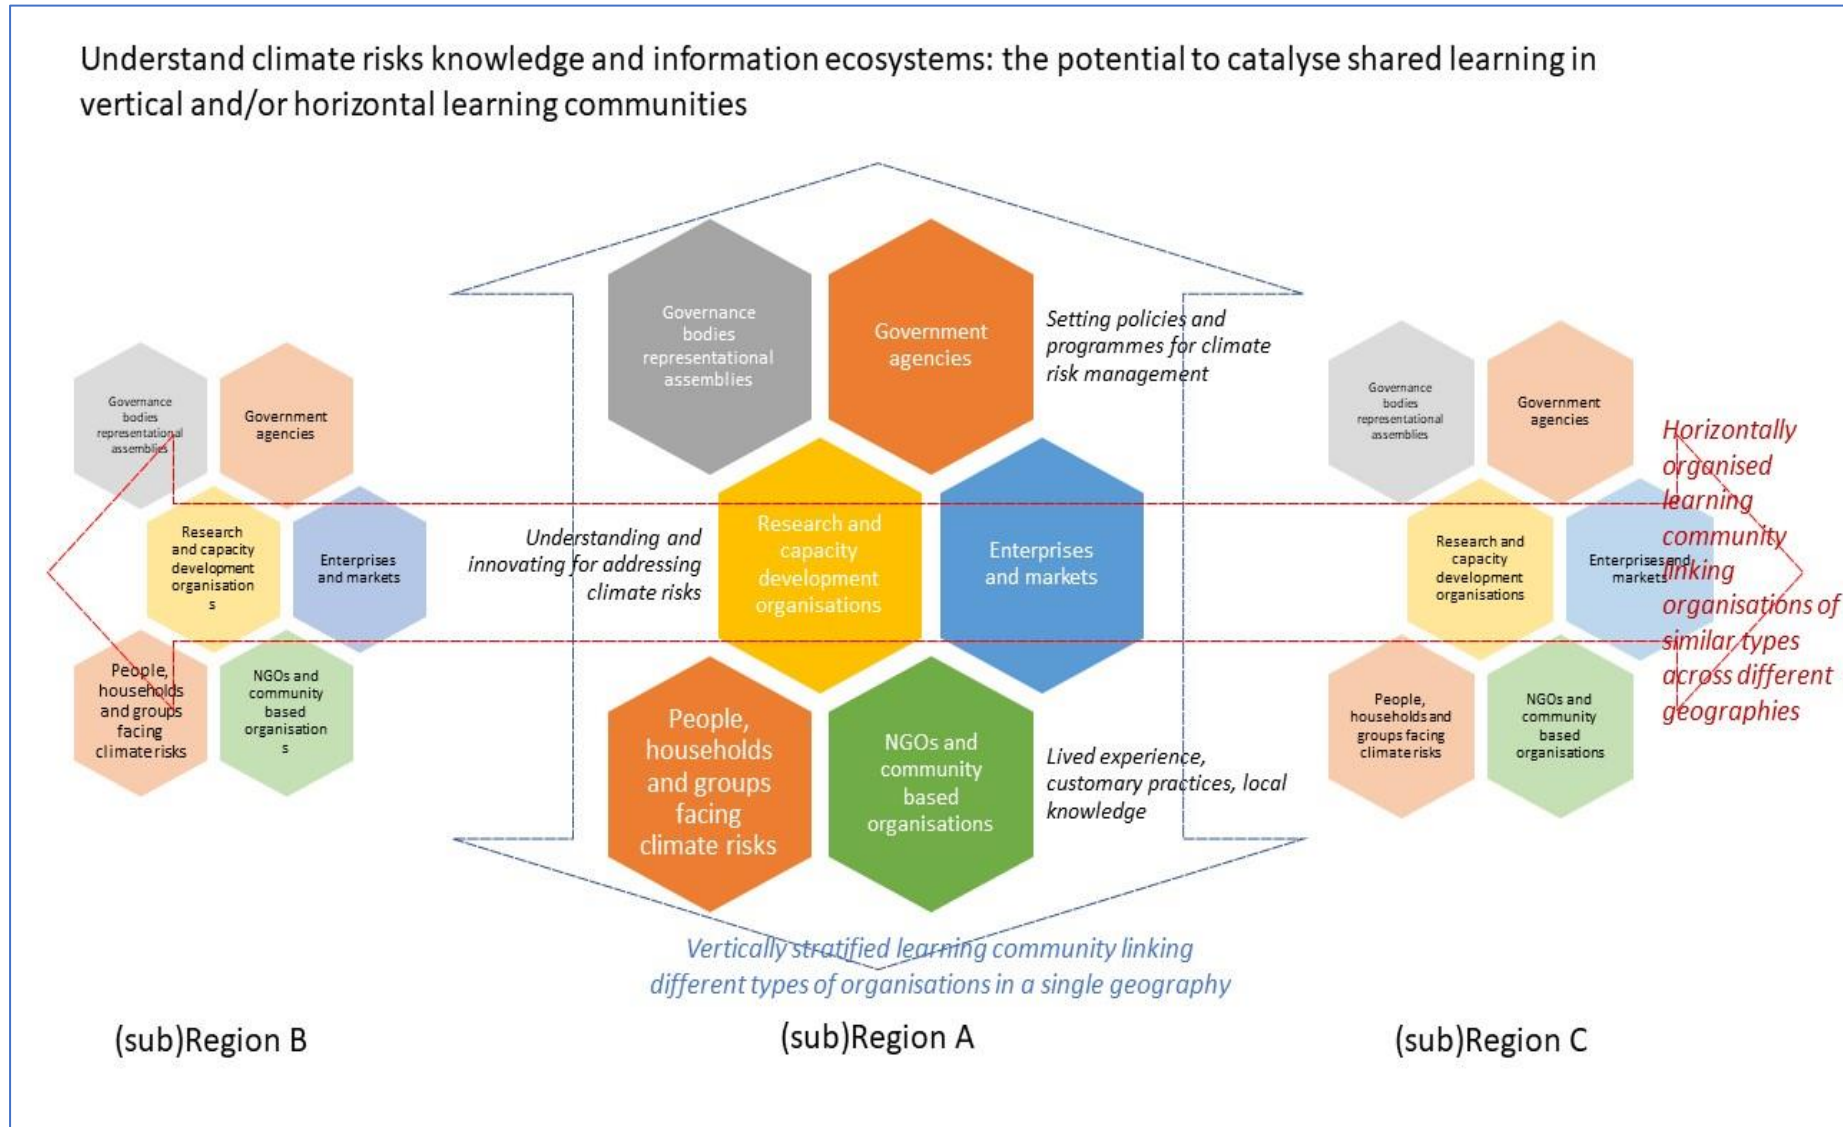 Understand climate risks knowledge and information ecosystems: the potential to catalyse shared learning in
vertical and/or horizontal learning communities
Governance
bodies
representational
assemblies
Government
agencies
Research
and capacity
development
organisation
s
Enterprises
and markets
People,
households
and groups
facing
climate risks
NGOs and
community
based
organisation
s
(sub)Region B
Governance
bodies
representational
assemblies
Government
agencies
Setting policies and
programmes for climate
risk management
Understanding and
innovating for addressing
climate risks
Research and
capacity
development
organisations
Enterprises
and markets
People,
households
and groups
facing
climate risks
NGOs and
community
based
organisations
Lived experience,
customary practices, local
knowledge
Vertically stratified learning community linking
different types of organisations in a single geography
(sub)Region A
Governance
bodies
representational
assemblies
Government
agencies
Research and
capacity
development
organisations
Enterprises and
markets
People,
households and
groups facing
climate risks
NGOs and
community
based
organisations
Horizontally
organised
learning
community
linking
organisations of
similar types
across different
geographies
(sub)Region C